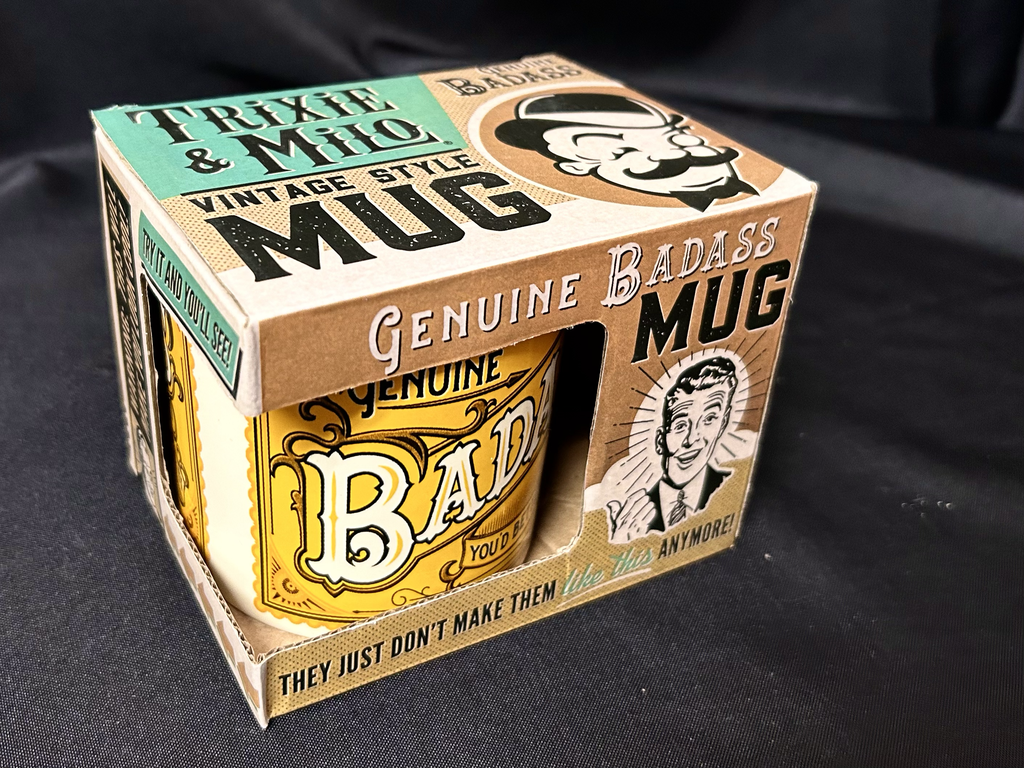 TRIXIE
& MILO
VINTAGE STYLE
MUG
GENUINE
BADASS
TRY IT AND YOU'LL SEE!
GENUINE BADASS
MUG
GENUINE
BADA
YOU'D BE
THEY JUST DON'T MAKE THEM like this ANYMORE!